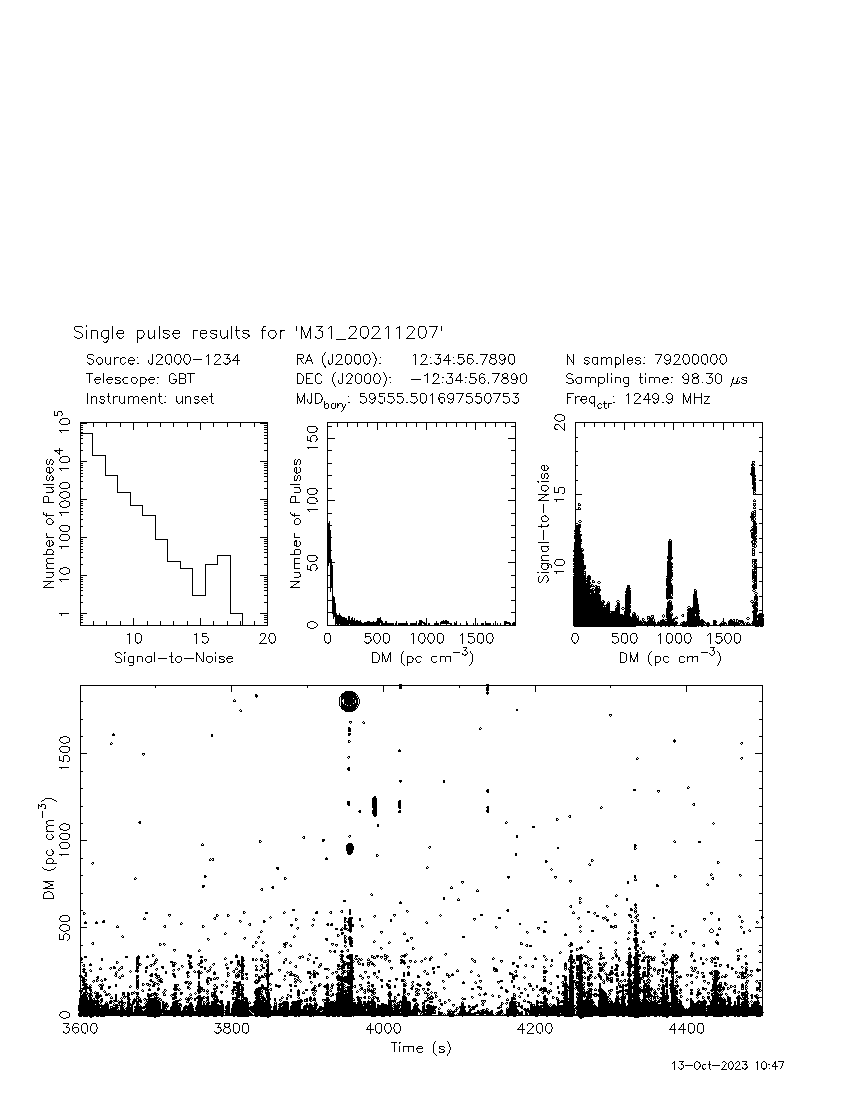 Single pulse results for 'M31_20211207'
Source: J2000−1234 RA (J2000): 12:34:56.7890 N samples: 79200000
Telescope: GBT DEC (J2000): −12:34:56.7890 Sampling time: 98.30 μs
Instrument: unset MJDbary: 59555.501697550753 Freqctr: 1249.9 MHz
Number of Pulses
1 10 100 1000 10^4 10^5
10 15 20
Signal−to−Noise
Number of Pulses
0 50 100 150
0 500 1000 1500
DM (pc cm−3)
Signal−to−Noise
10 15 20
0 500 1000 1500
DM (pc cm−3)
DM (pc cm−3)
0 500 1000 1500
3600 3800 4000 4200 4400
Time (s)
13−Oct−2023 10:47